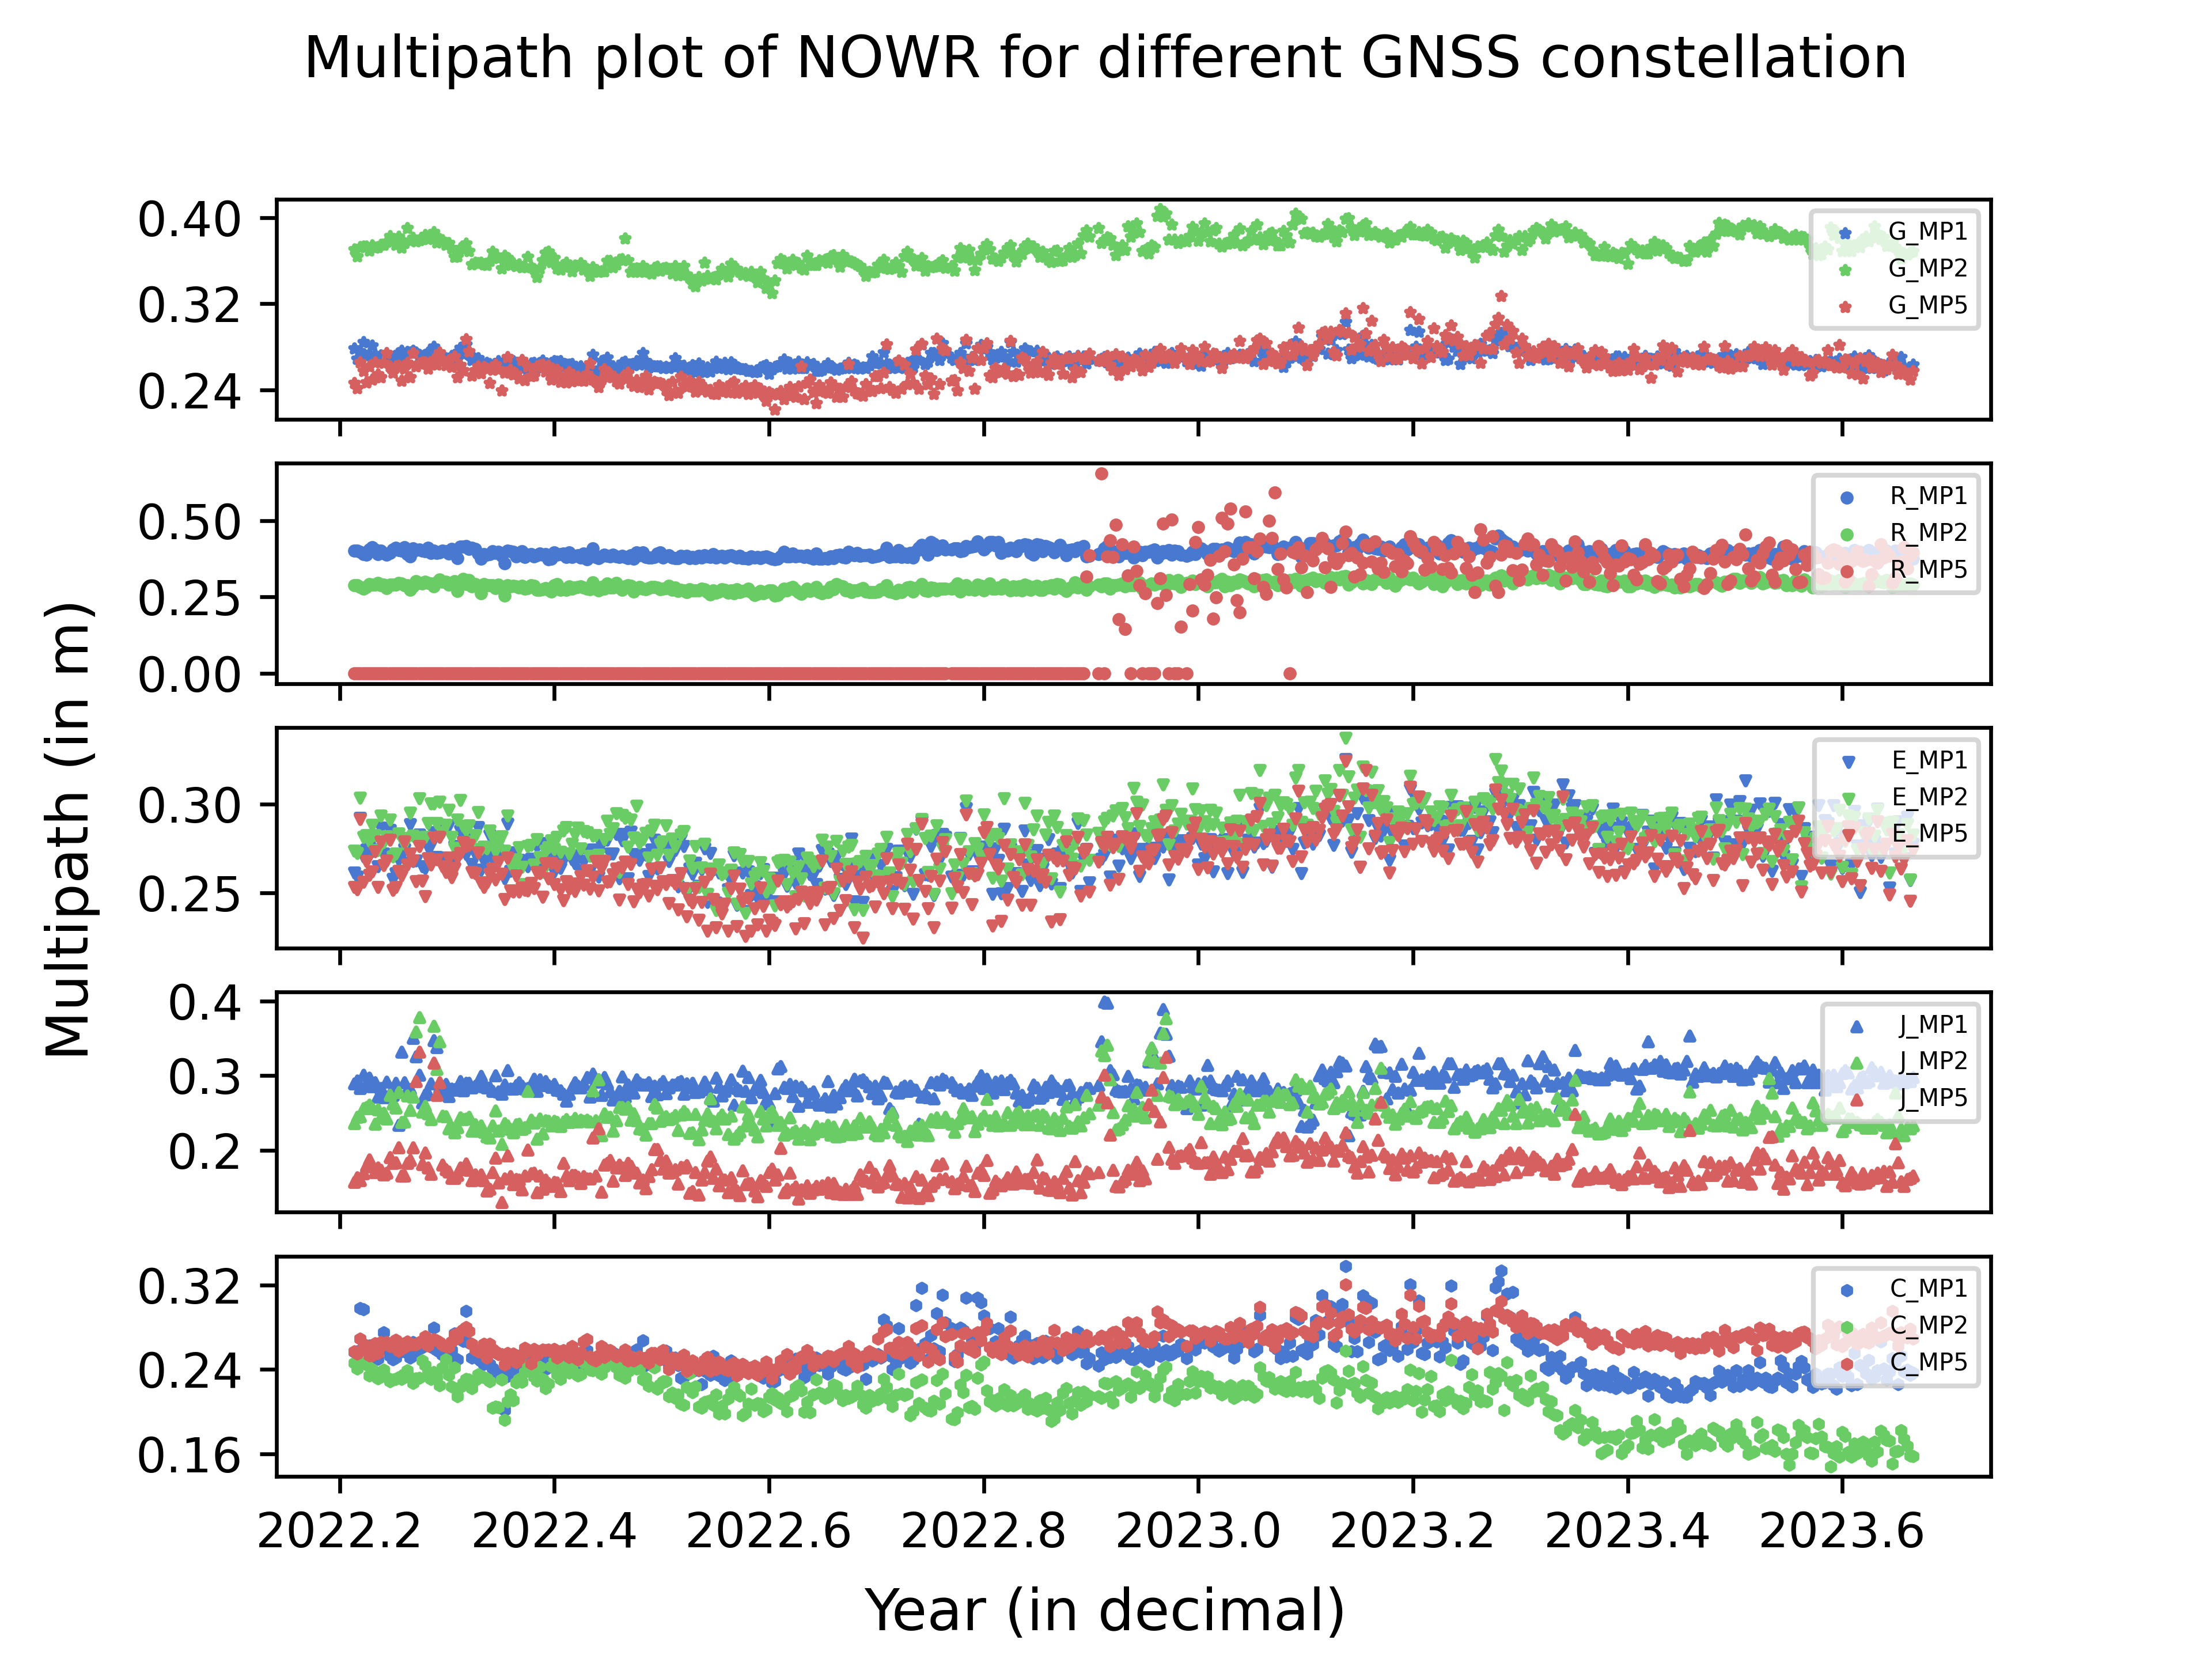 Multipath plot of NOWR for different GNSS constellation
0.40
0.32
0.24
G_MP1
G_MP2
G_MP5
0.50
0.25
0.00
R_MP1
R_MP2
R_MP5
Multipath (in m)
0.30
0.25
E_MP1
E_MP2
E_MP5
0.4
0.3
0.2
J_MP1
J_MP2
J_MP5
0.32
0.24
0.16
C_MP1
C_MP2
C_MP5
2022.2 2022.4 2022.6 2022.8 2023.0 2023.2 2023.4 2023.6
Year (in decimal)